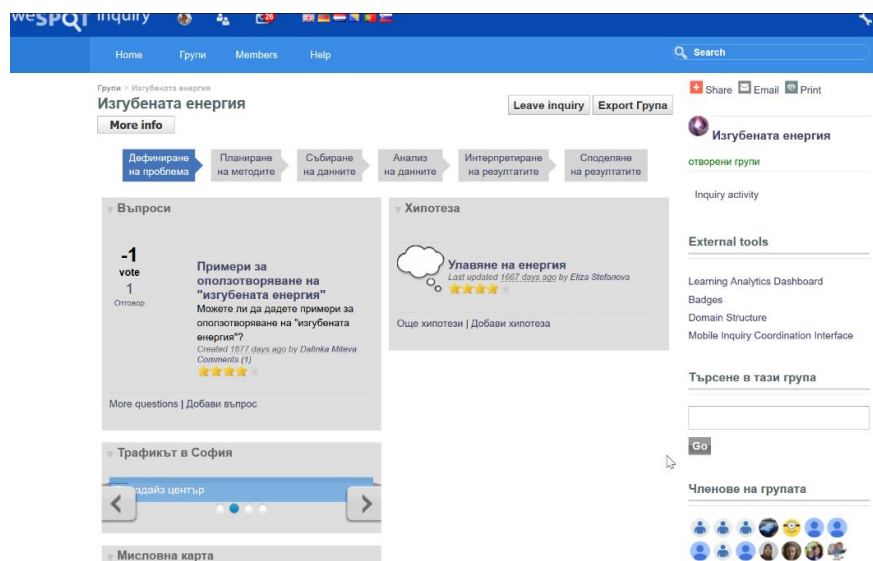 weSPOT inquiry
26
Home Групи Members Help
Search
Групи > Изгубената енергия
Изгубената енергия
Leave inquiry Export Група
More info
Дефиниране
на проблема
Планиране
на методите
Събиране
на данните
Анализ
на данните
Интерпретиране
на резултатите
Споделяне
на резултатите
Въпроси
-1
vote
1
Отговор
Примери за
оползотворяване на
"изгубената енергия"
Можете ли да дадете примери за
оползотворяване на "изгубената
енергия"?
Created 1677 days ago by Dafinka Miteva
Comments (1)
More questions | Добави въпрос
Хипотеза
Улавяне на енергия
Last updated 1667 days ago by Eliza Stefanova
Още хипотези | Добави хипотеза
Трафикът в София
център
Мисловна карта
Share Email Print
Изгубената енергия
отворени групи
Inquiry activity
External tools
Learning Analytics Dashboard
Badges
Domain Structure
Mobile Inquiry Coordination Interface
Търсене в тази група
Go
Членове на групата